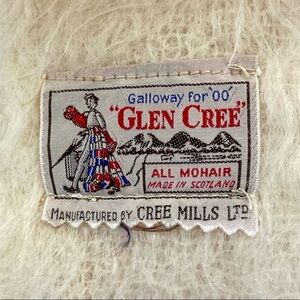 Galloway for '00'
"GLEN CREE"
ALL MOHAIR
MADE IN SCOTLAND
MANUFACTURED BY CREE MILLS LTD